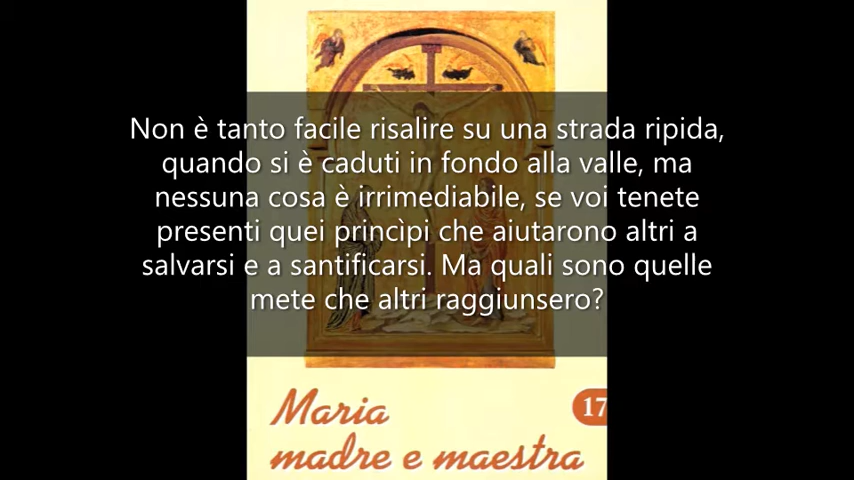 Non è tanto facile risalire su una strada ripida,
quando si è caduti in fondo alla valle, ma
nessuna cosa è irrimediabile, se voi tenete
presenti quei princìpi che aiutarono altri a
salvarsi e a santificarsi. Ma quali sono quelle
mete che altri raggiunsero?
Maria
17
madre e maestra